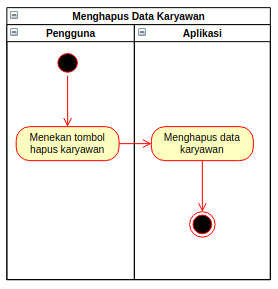 Menghapus Data Karyawan
Pengguna
Aplikasi
Menekan tombol
hapus karyawan
Menghapus data
karyawan